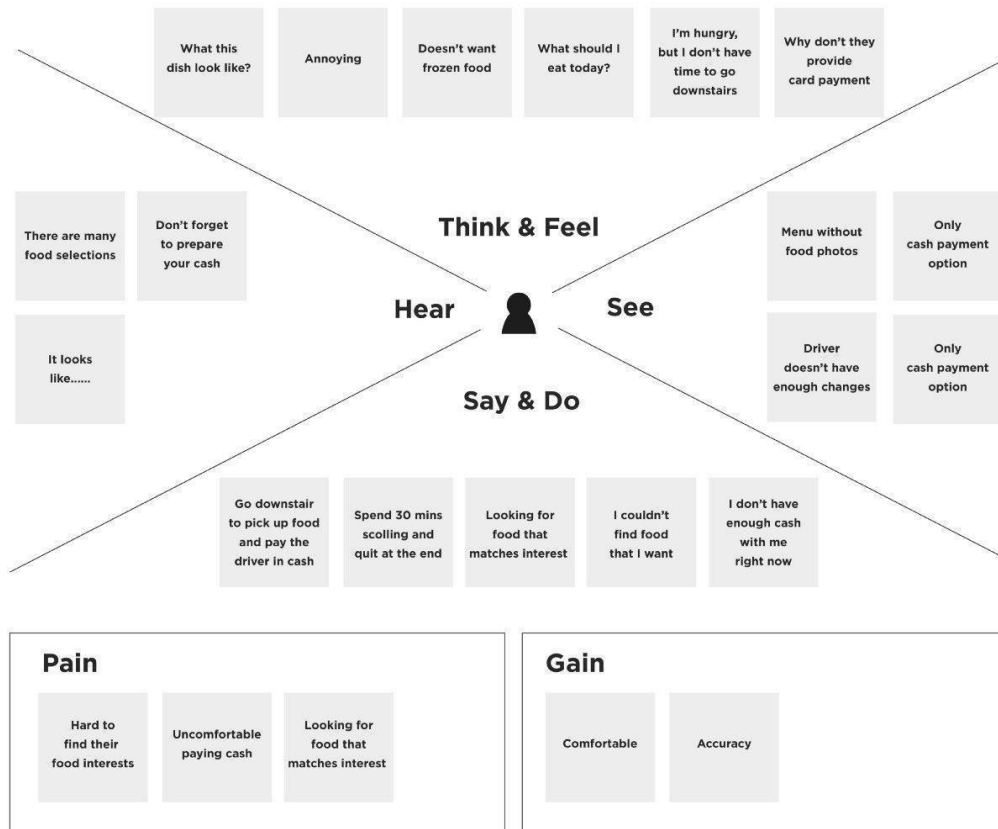 What this
dish look like?
Annoying
Doesn't want
frozen food
What should I
eat today?
I'm hungry,
but I don't have
time to go
downstairs
Why don't they
provide
card payment
Think & Feel
There are many
food selections
Don't forget
to prepare
your cash
It looks
like......
Hear
See
Menu without
food photos
Only
cash payment
option
Driver
doesn't have
enough changes
Only
cash payment
option
Say & Do
Go downstair
to pick up food
and pay the
driver in cash
Spend 30 mins
scolling and
quit at the end
Looking for
food that
matches interest
I couldn't
find food
that I want
I don't have
enough cash
with me
right now
Pain
Hard to
find their
food interests
Uncomfortable
paying cash
Looking for
food that
matches interest
Gain
Comfortable
Accuracy